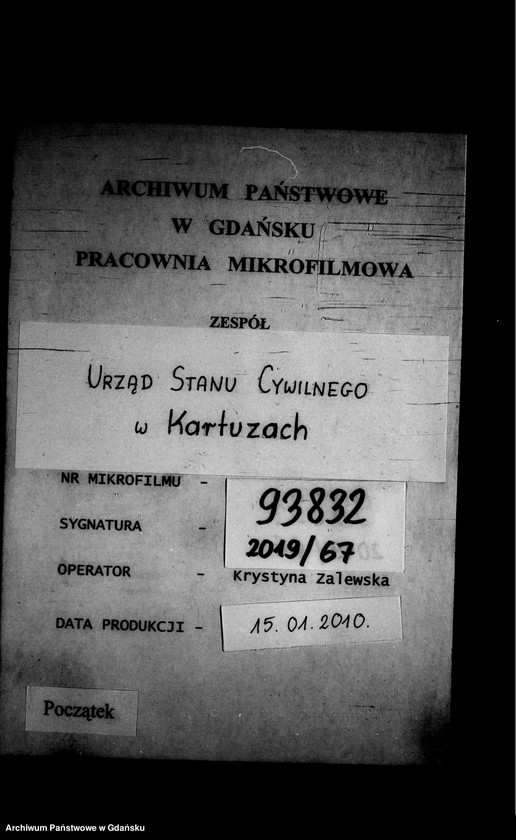 ARCHIWUM PAŃSTWOWE
W GDAŃSKU
PRACOWNIA MIKROFILMOWA
ZESPÓŁ
URZĄD STANU CYWILNEGO
w Kartuzach
NR MIKROFILMU - 93832
SYGNATURA - 2019/67
OPERATOR - Krystyna Zalewska
DATA PRODUKCJI - 15.01.2010.
Początek
Archiwum Państwowe w Gdańsku